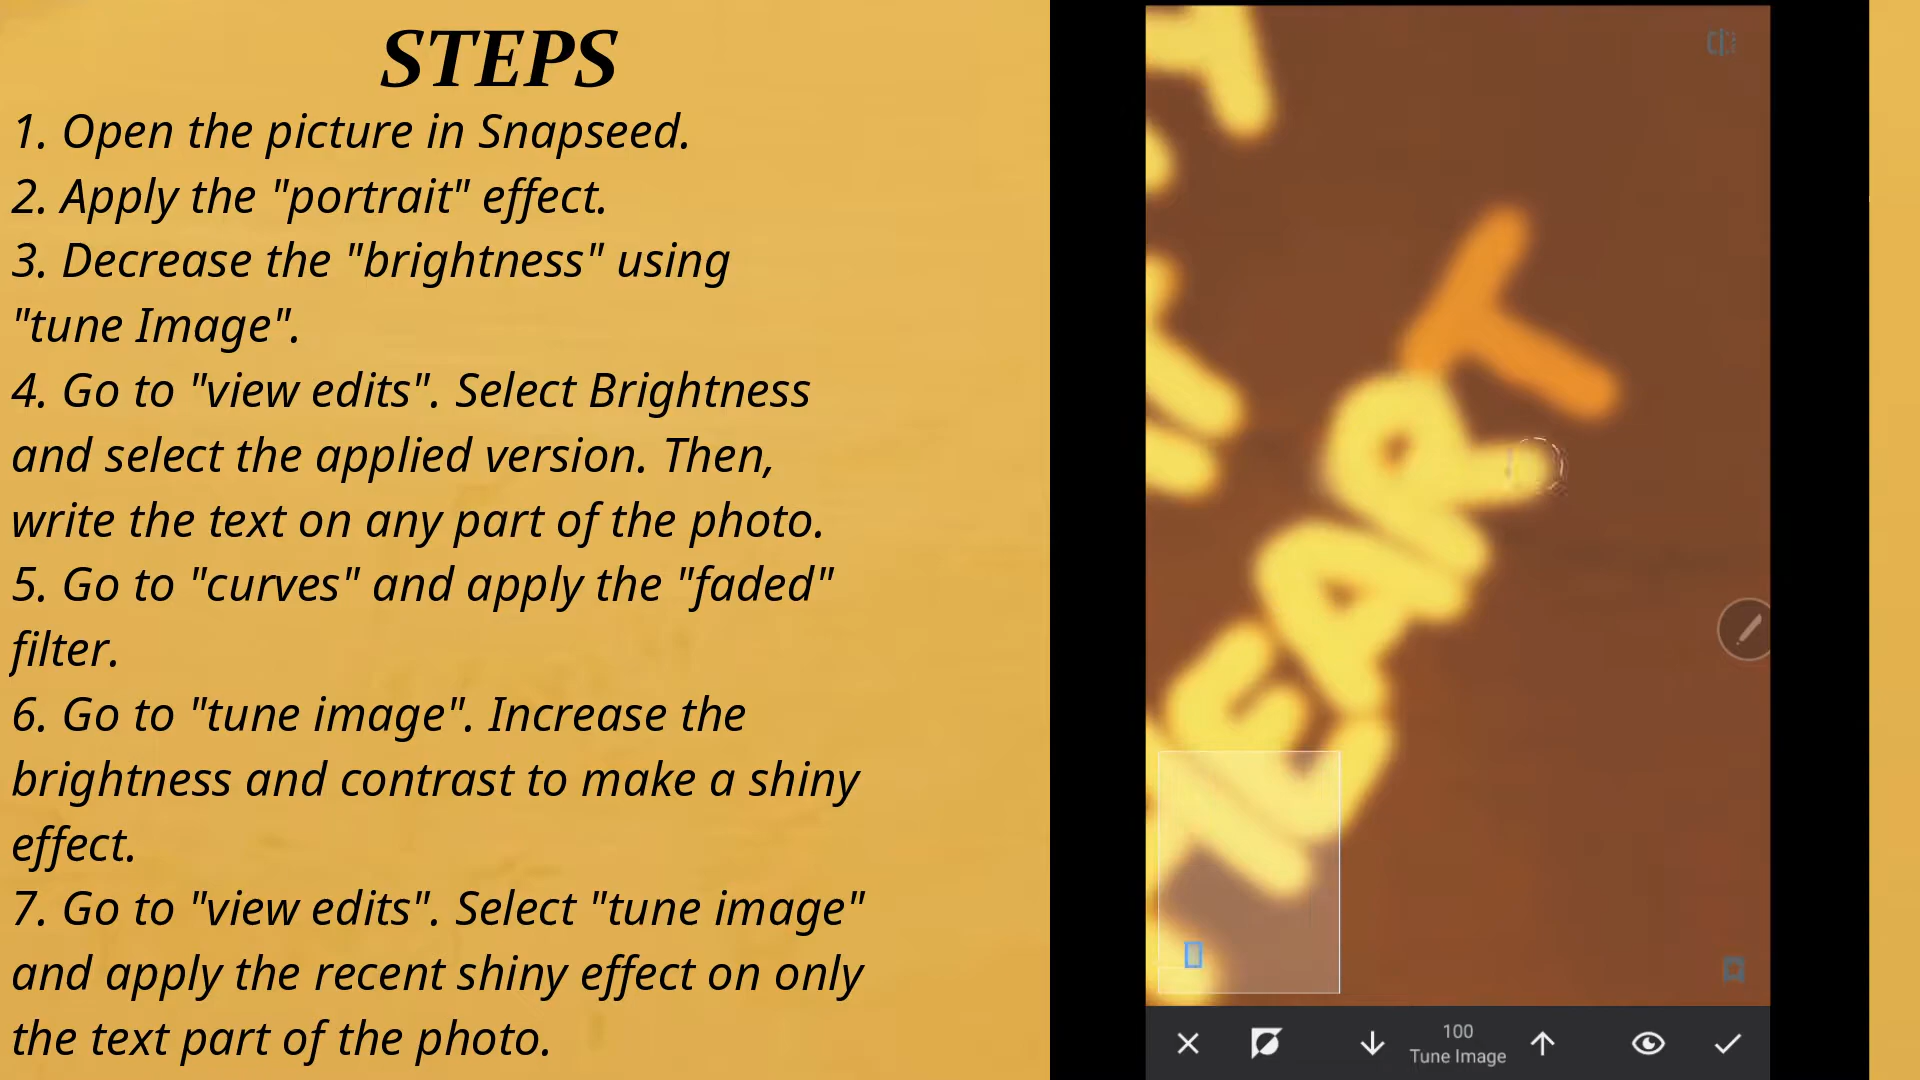 STEPS
1. Open the picture in Snapseed.
2. Apply the "portrait" effect.
3. Decrease the "brightness" using
"tune Image".
4. Go to "view edits". Select Brightness
and select the applied version. Then,
write the text on any part of the photo.
5. Go to "curves" and apply the "faded"
filter.
6. Go to "tune image". Increase the
brightness and contrast to make a shiny
effect.
7. Go to "view edits". Select "tune image"
and apply the recent shiny effect on only
the text part of the photo.
HEART
100
Tune Image